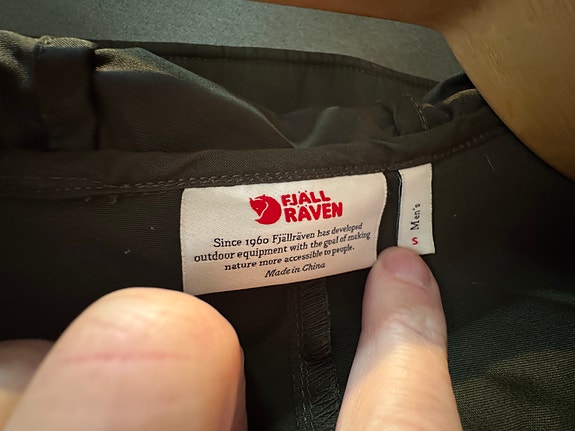 FJÄLL
RÄVEN
Since 1960 Fjällräven has developed
outdoor equipment with the goal of making
nature more accessible to people.
Made in China
Men's
S